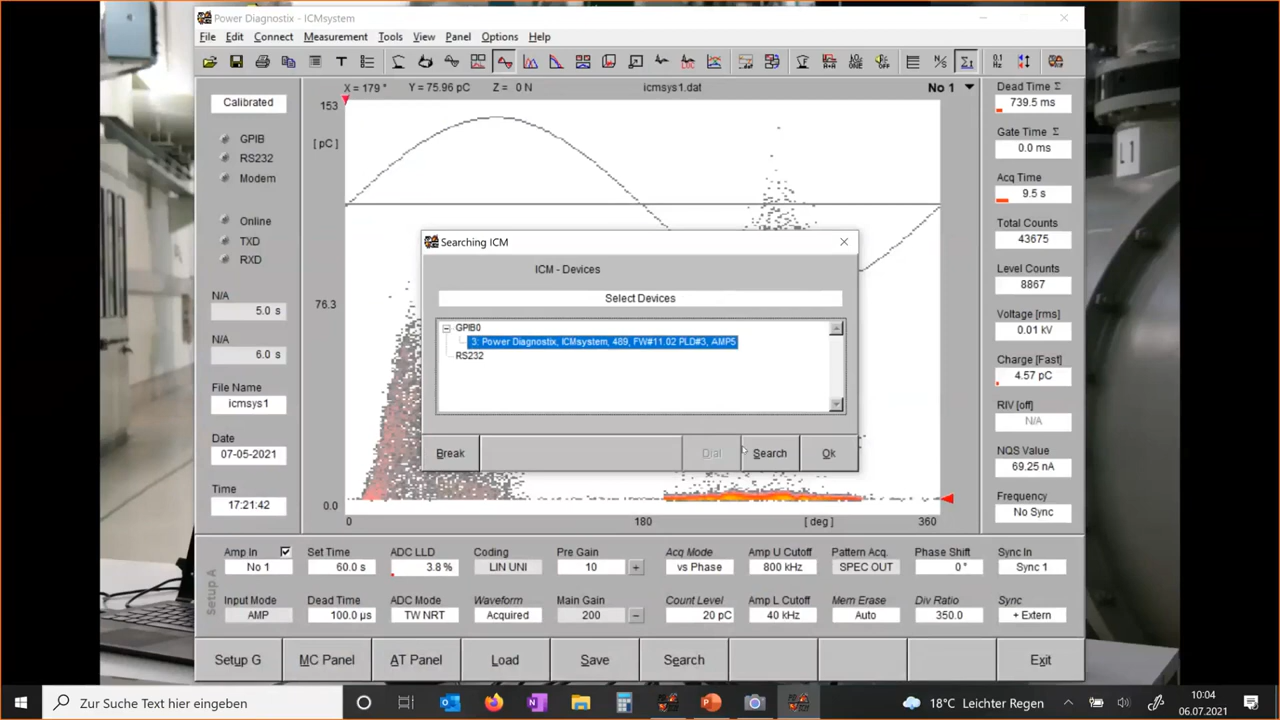 Power Diagnostix - ICMsystem
File Edit Connect Measurement Tools View Panel Options Help
X = 179 ° Y = 75.96 pC Z = 0 N icmsys1.dat No 1
Calibrated
GPIB
RS232
Modem
Online
TXD
RXD
N/A
5.0 s
N/A
6.0 s
File Name
icmsys1
Date
07-05-2021
Time
17:21:42
153
[ pC ]
76.3
0.0
0 180 [ deg ] 360
L1
Searching ICM
ICM - Devices
Select Devices
GPIB0
3: Power Diagnostix, ICMsystem, 489, FW#11.02 PLD#3, AMP5
RS232
Break Dial Search Ok
Dead Time Σ
739.5 ms
Gate Time Σ
0.0 ms
Acq Time
9.5 s
Total Counts
43675
Level Counts
8867
Voltage [rms]
0.01 kV
Charge [Fast]
4.57 pC
RIV [off]
N/A
NQS Value
69.25 nA
Frequency
No Sync
Setup A
Amp In Set Time ADC LLD Coding Pre Gain Acq Mode Amp U Cutoff Pattern Acq. Phase Shift Sync In
No 1 60.0 s 3.8 % LIN UNI 10 + vs Phase 800 kHz SPEC OUT 0 ° Sync 1
Input Mode Dead Time ADC Mode Waveform Main Gain Count Level Amp L Cutoff Mem Erase Div Ratio Sync
AMP 100.0 µs TW NRT Acquired 200 - 20 pC 40 kHz Auto 350.0 + Extern
Setup G MC Panel AT Panel Load Save Search Exit
Zur Suche Text hier eingeben
18°C Leichter Regen
10:04
06.07.2021